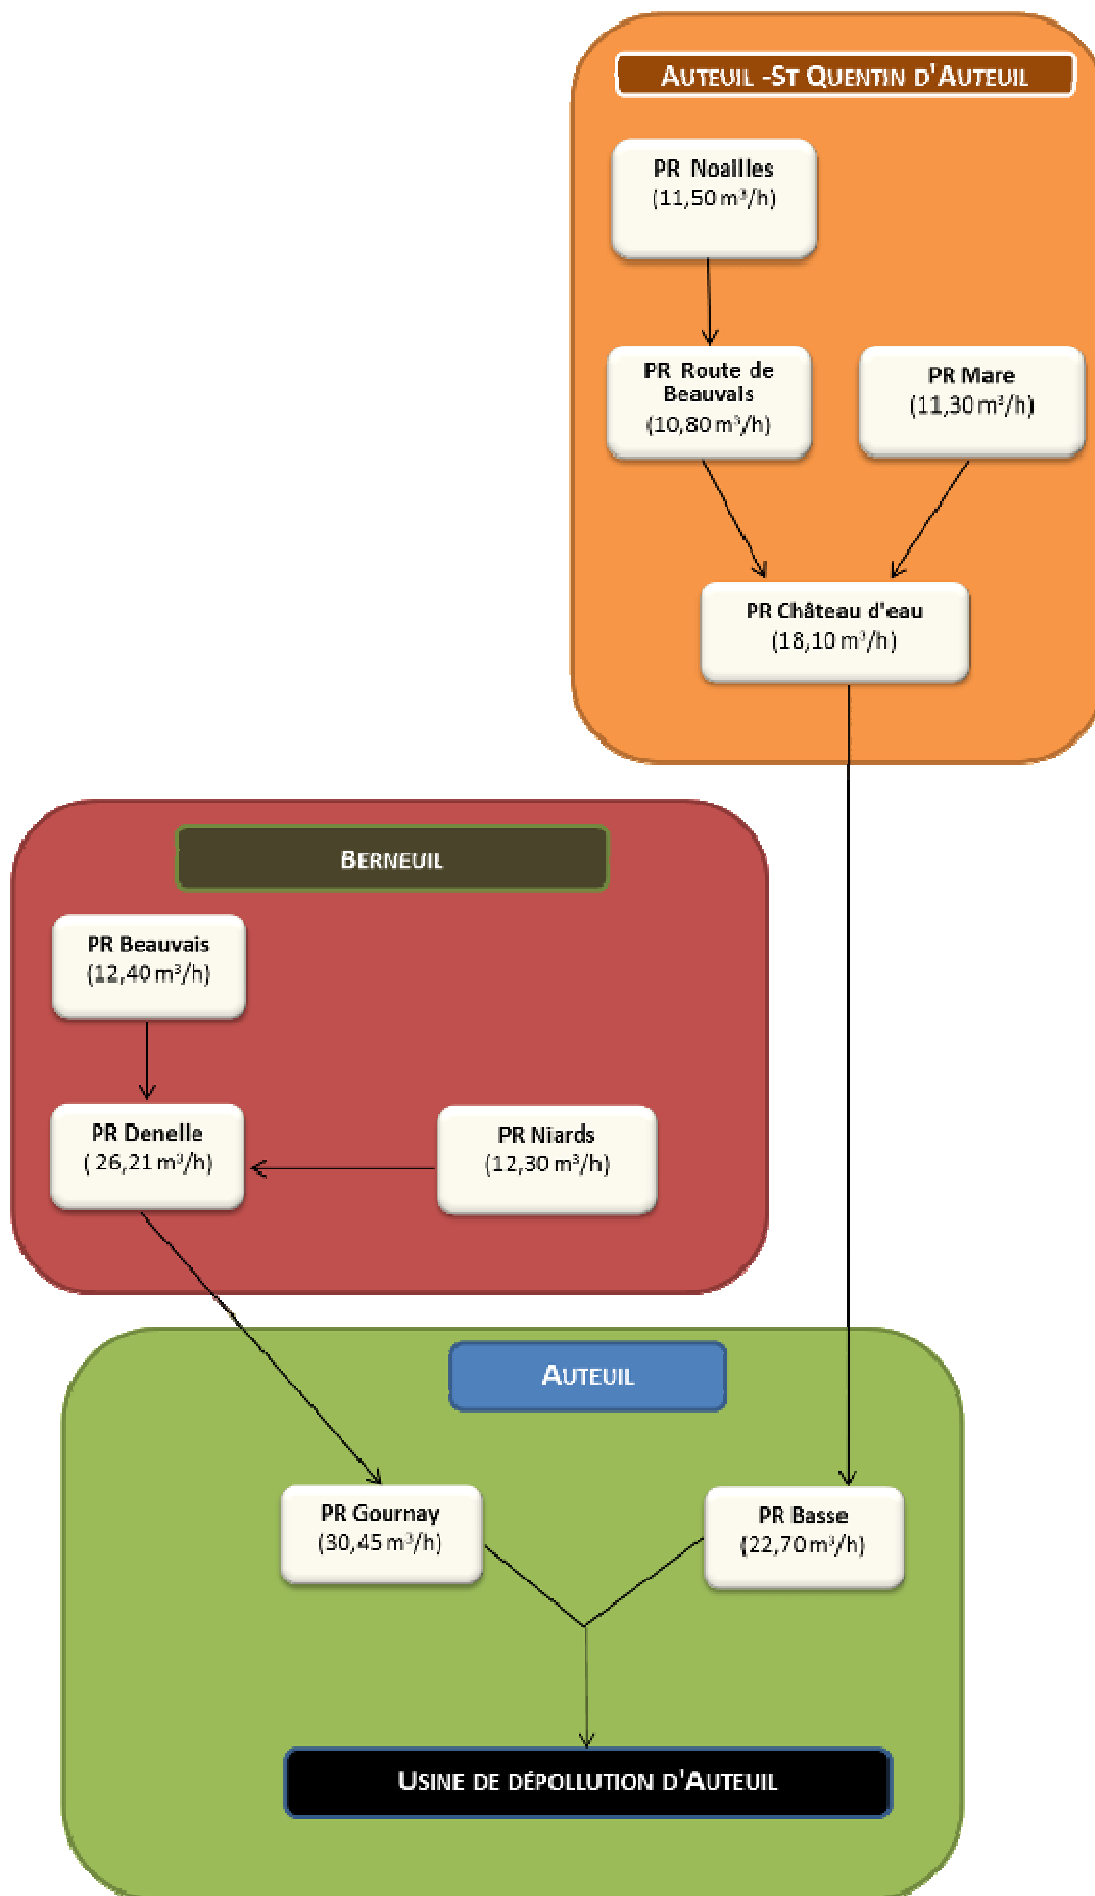 AUTEUIL -ST QUENTIN D'AUTEUIL
PR Noailles
(11,50 m³/h)
PR Route de
Beauvais
(10,80 m³/h)
PR Mare
(11,30 m³/h)
PR Château d'eau
(18,10 m³/h)
BERNEUIL
PR Beauvais
(12,40 m³/h)
PR Denelle
( 26,21 m³/h)
PR Niards
(12,30 m³/h)
AUTEUIL
PR Gournay
(30,45 m³/h)
PR Basse
(22,70 m³/h)
USINE DE DÉPOLLUTION D'AUTEUIL